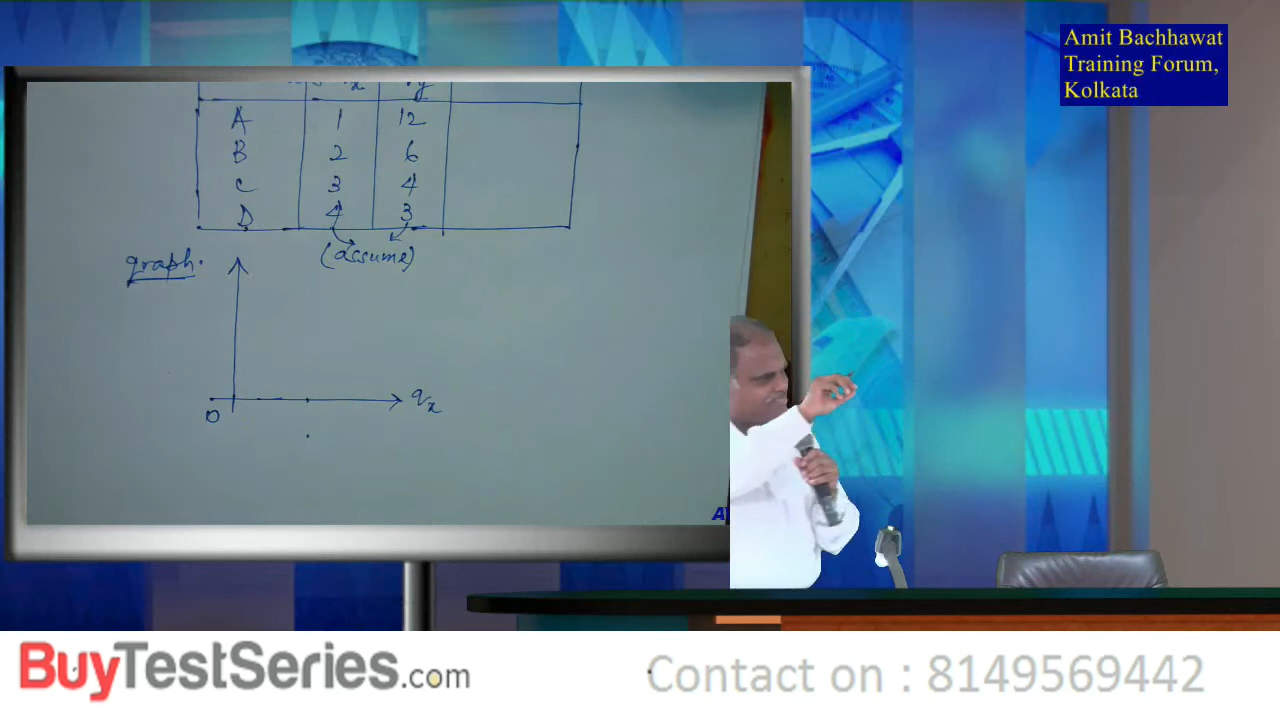 Amit Bachhawat
Training Forum,
Kolkata
A 1 12
B 2 6
C 3 4
D 4 3
(assume)
graph.
qx
0
BuyTestSeries.com
Contact on : 8149569442